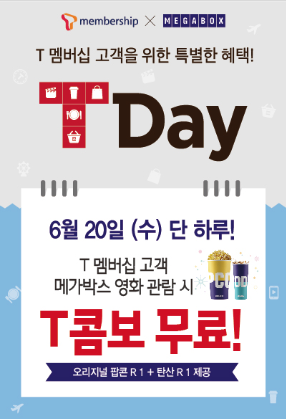 T membership × MEGABOX
T 멤버십 고객을 위한 특별한 혜택!
T Day
6월 20일 (수) 단 하루!
T 멤버십 고객
메가박스 영화 관람 시
T콤보 무료!
오리지널 팝콘 R 1 + 탄산 R 1 제공